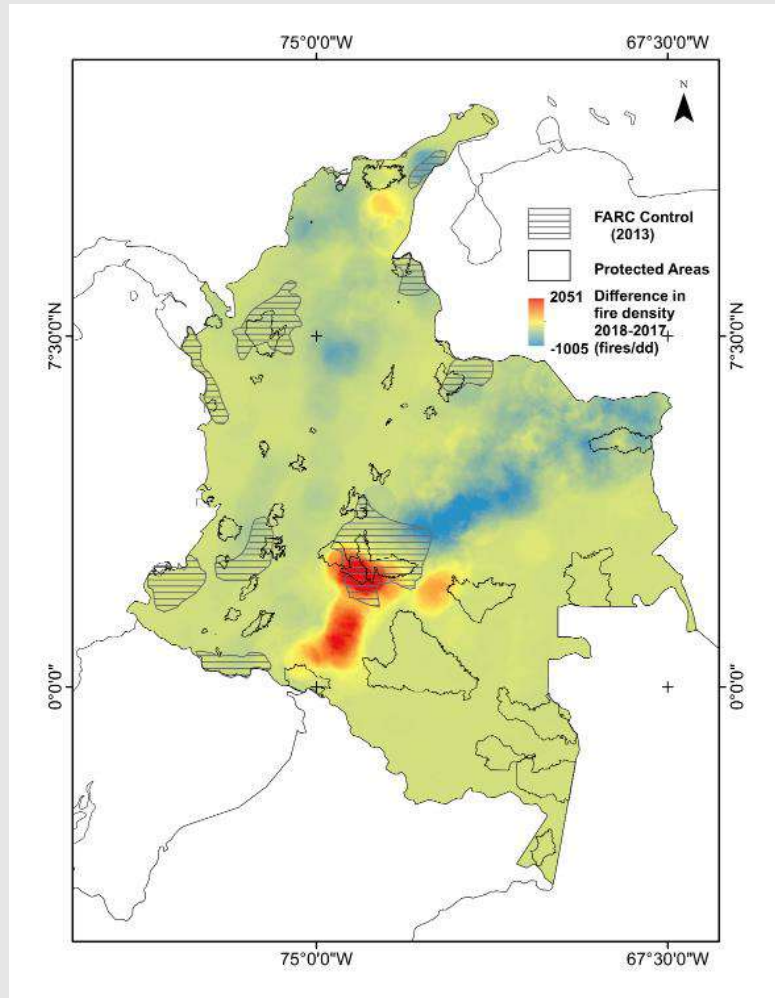 75°0'0"W
67°30'0"W
N
FARC Control
(2013)
Protected Areas
2051
Difference in
fire density
2018-2017
-1005
(fires/dd)
7°30'0"N
7°30'0"N
0°0'0"
0°0'0"
75°0'0"W
67°30'0"W